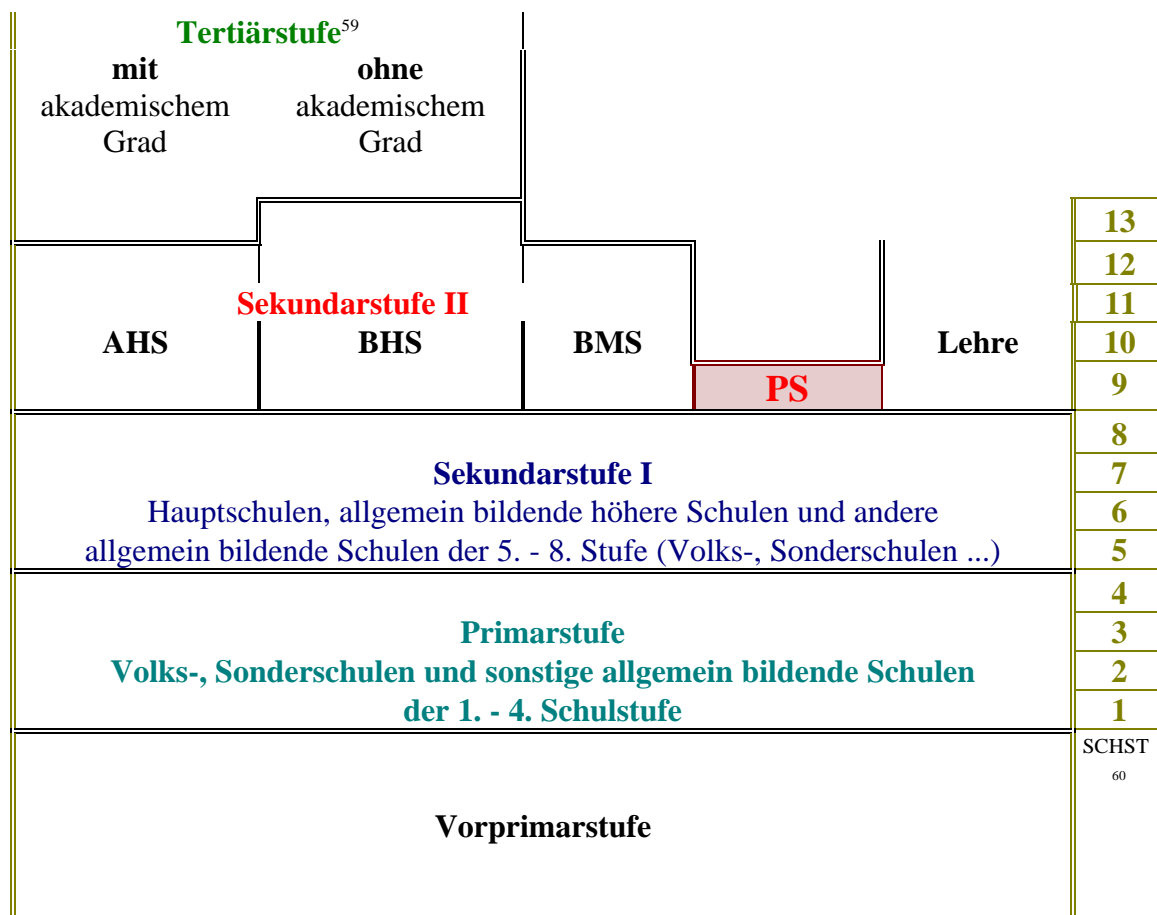 Tertiärstufe59
mit ohne
akademischem akademischem
Grad Grad
13
12
Sekundarstufe II 11
AHS BHS BMS Lehre 10
PS 9
8
Sekundarstufe I 7
Hauptschulen, allgemein bildende höhere Schulen und andere 6
allgemein bildende Schulen der 5. - 8. Stufe (Volks-, Sonderschulen ...) 5
4
Primarstufe 3
Volks-, Sonderschulen und sonstige allgemein bildende Schulen 2
der 1. - 4. Schulstufe 1
SCHST
60
Vorprimarstufe